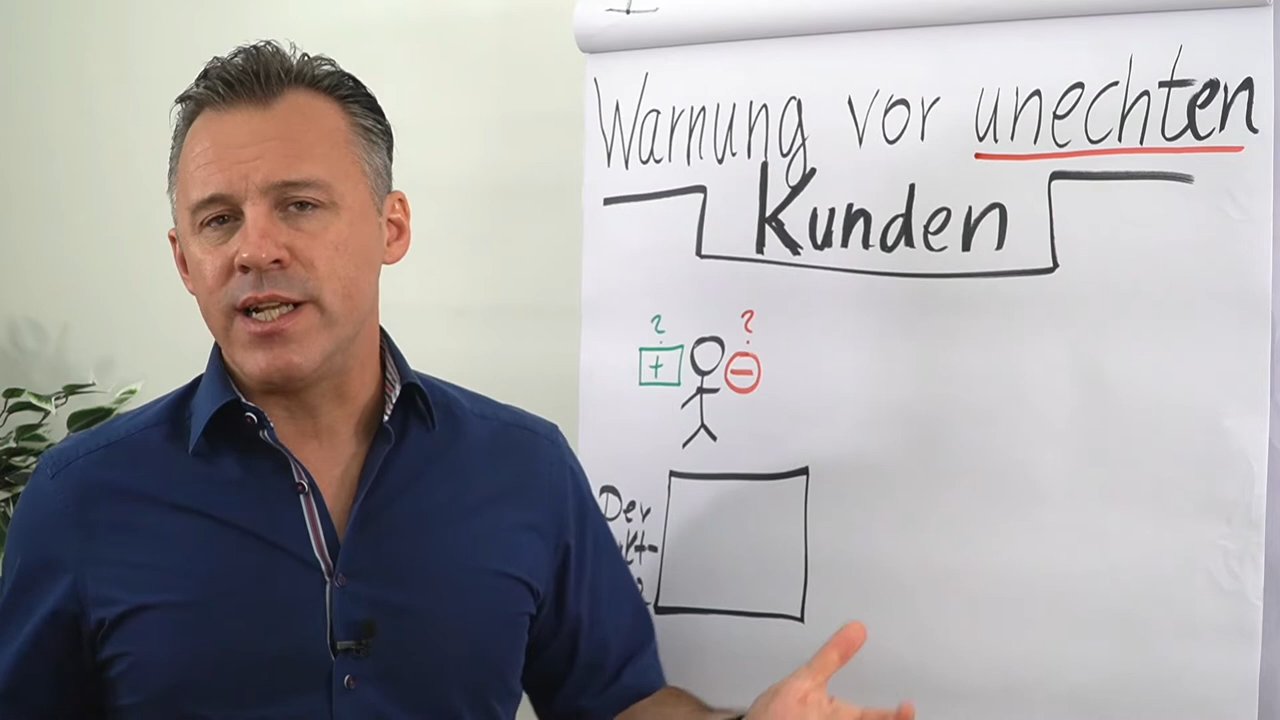 Warnung vor unechten
Kunden
? ?
+ −
Der